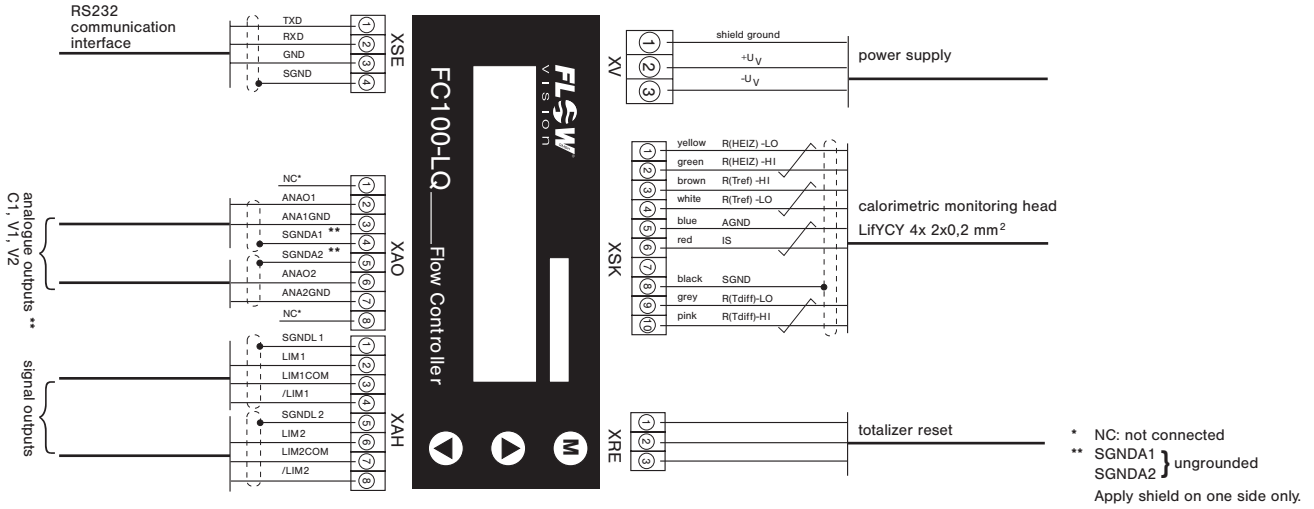 RS232
communication
interface
TXD
RXD
GND
SGND
1
2
3
4
XSE
analogue outputs **
C1, V1, V2
NC*
ANAO1
ANA1GND
SGNDA1 **
SGNDA2 **
ANAO2
ANA2GND
NC*
1
2
3
4
5
6
7
8
XAO
signal outputs
SGNDL1
LIM1
LIM1COM
/LIM1
SGNDL2
LIM2
LIM2COM
/LIM2
1
2
3
4
5
6
7
8
XAH
FLOW
VISION
FC100-LQ____Flow Controller
M
XV
1
2
3
shield ground
+UV
-UV
power supply
XSK
1
2
3
4
5
6
7
8
9
10
yellow R(HEIZ) -LO
green R(HEIZ) -HI
brown R(Tref) -HI
white R(Tref) -LO
blue AGND
red IS
black SGND
grey R(Tdiff)-LO
pink R(Tdiff)-HI
calorimetric monitoring head
LifYCY 4x 2x0,2 mm²
XRE
1
2
3
totalizer reset
* NC: not connected
** SGNDA1
SGNDA2
} ungrounded
Apply shield on one side only.